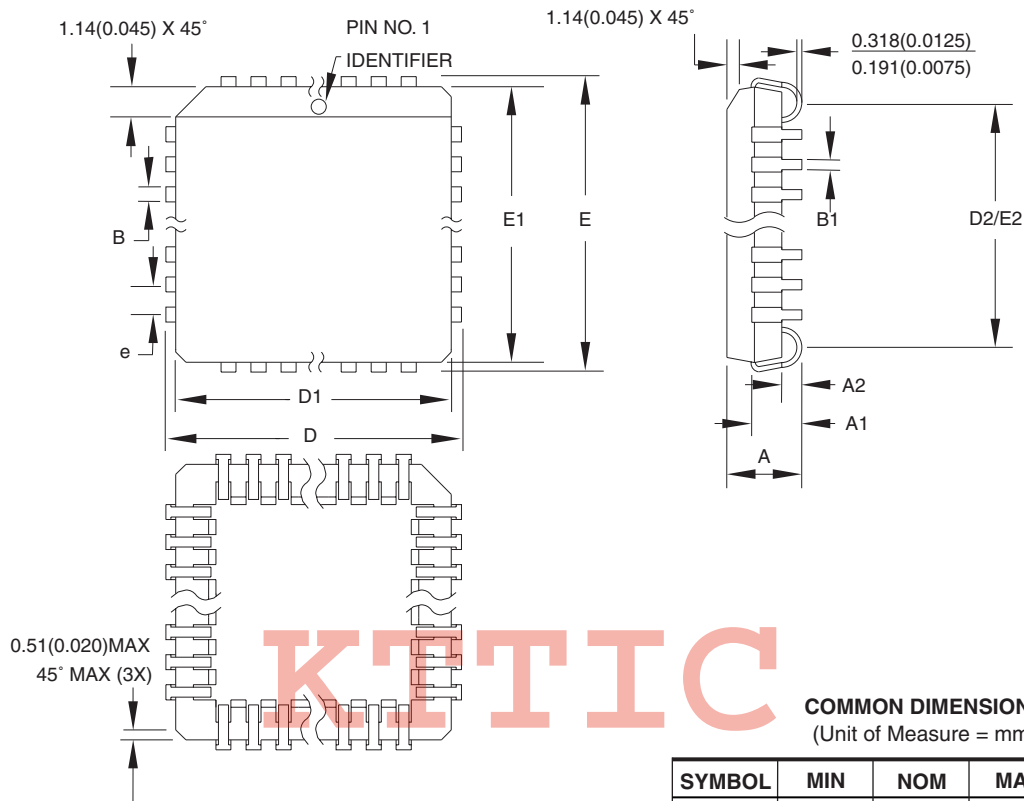 1.14(0.045) X 45°
PIN NO. 1
IDENTIFIER
1.14(0.045) X 45°
0.318(0.0125)
0.191(0.0075)
B
E1
E
B1
D2/E2
e
D1
D
A2
A1
A
0.51(0.020)MAX
45° MAX (3X)
KTTIC
COMMON DIMENSION
(Unit of Measure = mm
SYMBOL MIN NOM MA